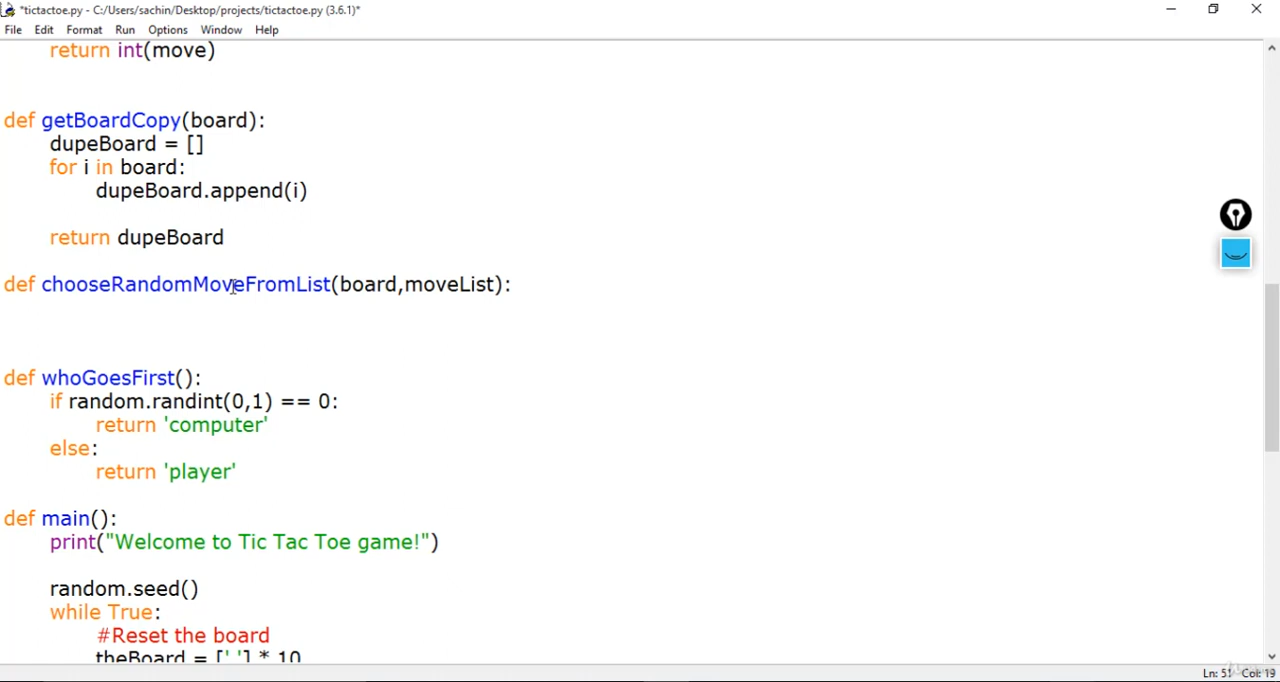 *tictactoe.py - C:/Users/sachin/Desktop/projects/tictactoe.py (3.6.1)*
File Edit Format Run Options Window Help
return int(move)
def getBoardCopy(board):
dupeBoard = []
for i in board:
dupeBoard.append(i)
return dupeBoard
def chooseRandomMoveFromList(board,moveList):
def whoGoesFirst():
if random.randint(0,1) == 0:
return 'computer'
else:
return 'player'
def main():
print("Welcome to Tic Tac Toe game!")
random.seed()
while True:
#Reset the board
theBoard = [' '] * 10
Ln: 51 Col: 19